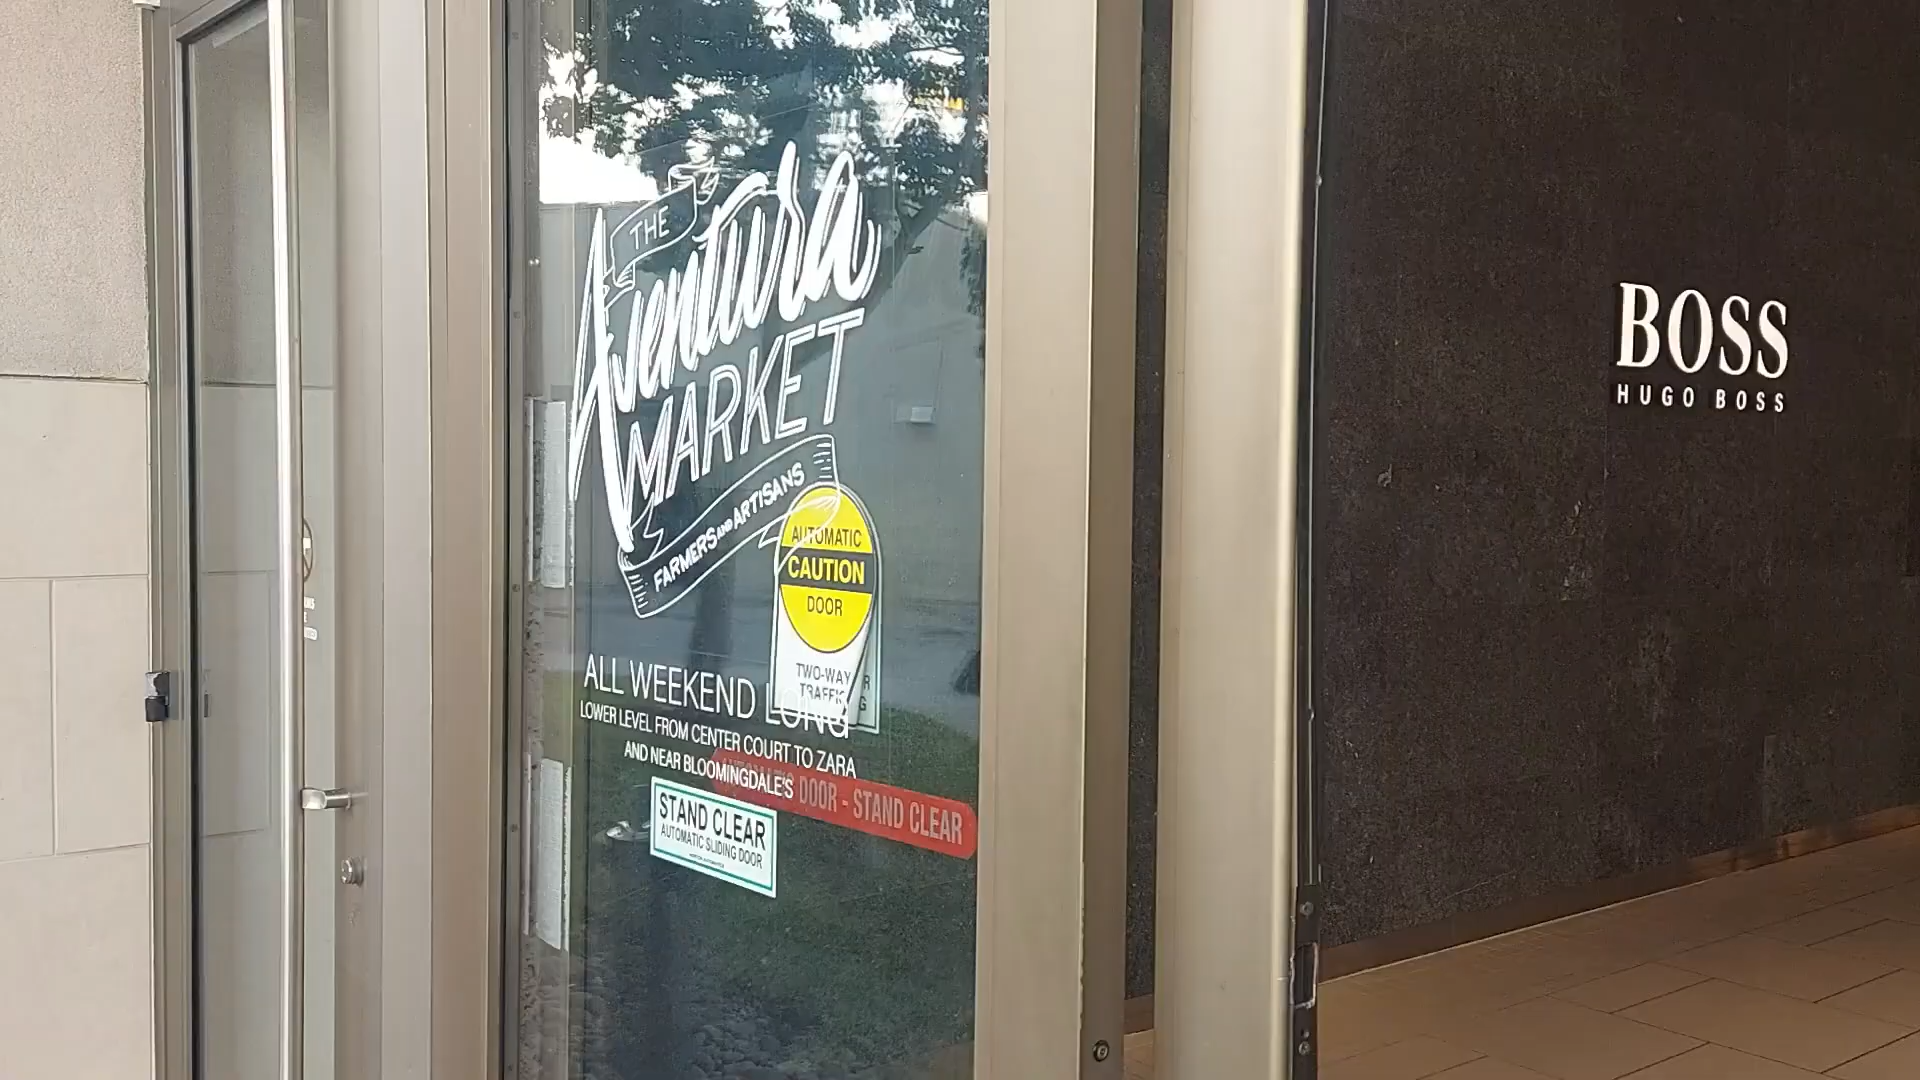 THE
Aventura
MARKET
FARMERS AND ARTISANS
AUTOMATIC
CAUTION
DOOR
TWO-WAY
TRAFFIC
ALL WEEKEND LONG
LOWER LEVEL FROM CENTER COURT TO ZARA
AND NEAR BLOOMINGDALE'S
DOOR - STAND CLEAR
STAND CLEAR
AUTOMATIC SLIDING DOOR
BOSS
HUGO BOSS